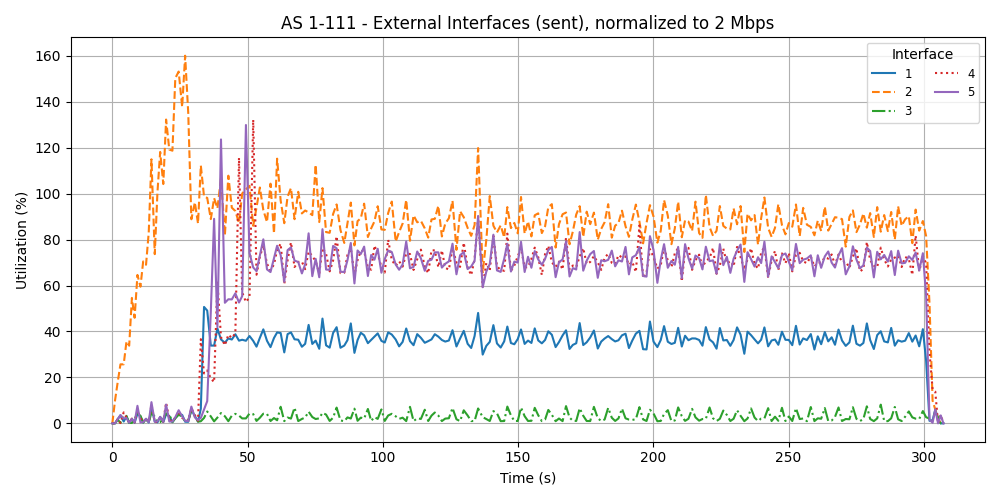 AS 1-111 - External Interfaces (sent), normalized to 2 Mbps
Interface
1 4
2 5
3
160
140
120
100
80
60
40
20
0
Utilization (%)
0 50 100 150 200 250 300
Time (s)